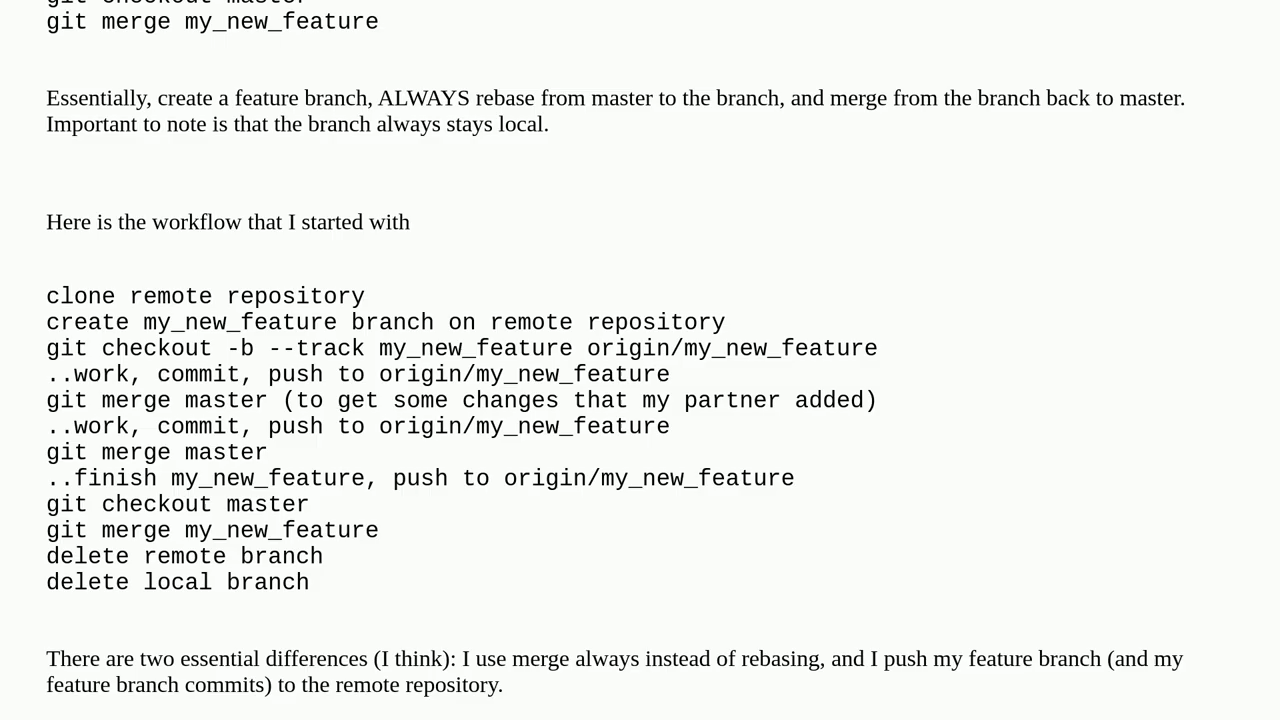 git checkout master
git merge my_new_feature
Essentially, create a feature branch, ALWAYS rebase from master to the branch, and merge from the branch back to master.
Important to note is that the branch always stays local.
Here is the workflow that I started with
clone remote repository
create my_new_feature branch on remote repository
git checkout -b --track my_new_feature origin/my_new_feature
..work, commit, push to origin/my_new_feature
git merge master (to get some changes that my partner added)
..work, commit, push to origin/my_new_feature
git merge master
..finish my_new_feature, push to origin/my_new_feature
git checkout master
git merge my_new_feature
delete remote branch
delete local branch
There are two essential differences (I think): I use merge always instead of rebasing, and I push my feature branch (and my
feature branch commits) to the remote repository.